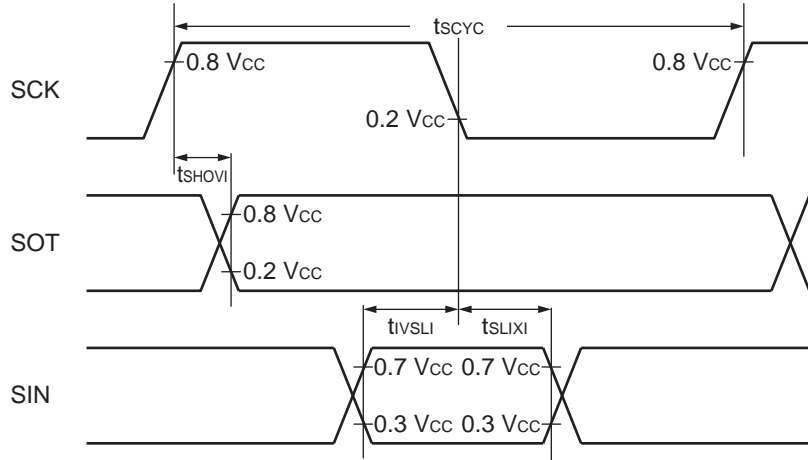 tSCYC
SCK
0.8 VCC
0.8 VCC
0.2 VCC
tSHOVI
SOT
0.8 VCC
0.2 VCC
tIVSLI
tSLIXI
SIN
0.7 VCC
0.7 VCC
0.3 VCC
0.3 VCC